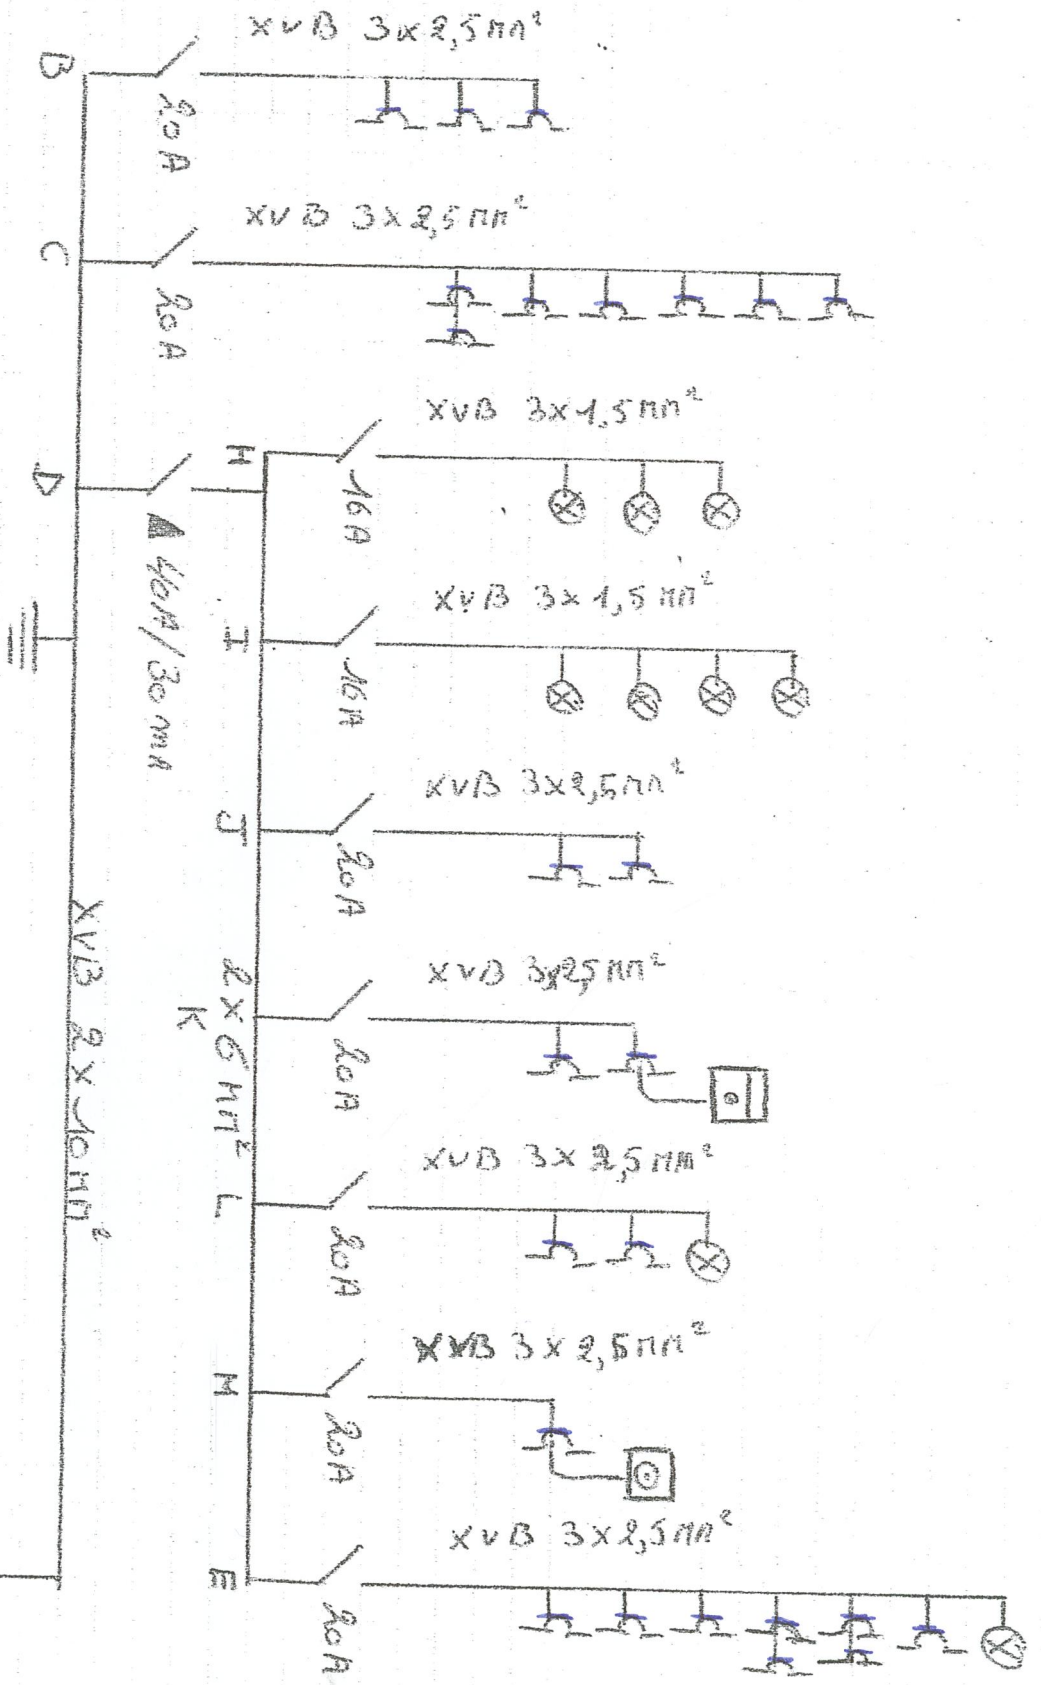 XVB 3x2,5mm²
B
20A
XVB 3x2,5mm²
C
20A
XVB 3x1,5mm²
H
16A
D
40A/30mA
XVB 3x1,5mm²
I
16A
XVB 3x2,5mm²
J
20A
XVB 3x2,5mm²
K
20A
2x6mm²
XVB 3x2,5mm²
L
20A
XVB 2x10mm²
XVB 3x2,5mm²
M
20A
XVB 3x2,5mm²
E
20A